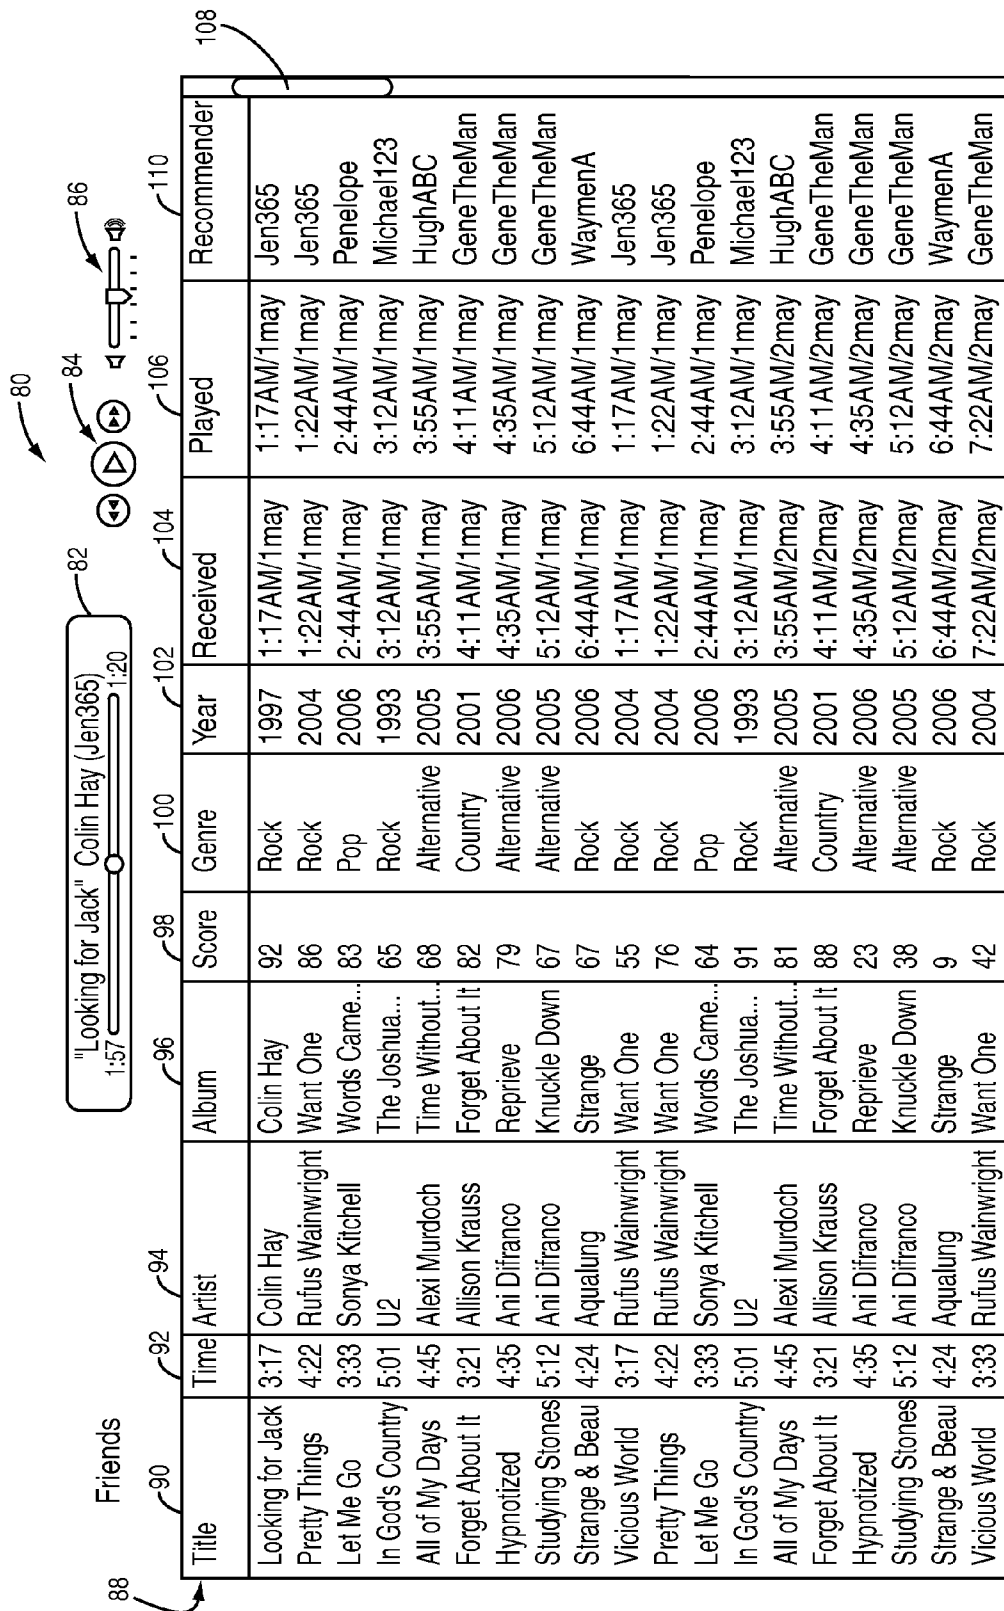 80
"Looking for Jack" Colin Hay (Jen365)
1:57 1:20
82
84
86
Friends
88
90 92 94 96 98 100 102 104 106 110 108
Title Time Artist Album Score Genre Year Received Played Recommender
Looking for Jack 3:17 Colin Hay Colin Hay 92 Rock 1997 1:17AM/1may 1:17AM/1may Jen365
Pretty Things 4:22 Rufus Wainwright Want One 86 Rock 2004 1:22AM/1may 1:22AM/1may Jen365
Let Me Go 3:33 Sonya Kitchell Words Came... 83 Pop 2006 2:44AM/1may 2:44AM/1may Penelope
In God's Country 5:01 U2 The Joshua... 65 Rock 1993 3:12AM/1may 3:12AM/1may Michael123
All of My Days 4:45 Alexi Murdoch Time Without... 68 Alternative 2005 3:55AM/1may 3:55AM/1may HughABC
Forget About It 3:21 Allison Krauss Forget About It 82 Country 2001 4:11AM/1may 4:11AM/1may GeneTheMan
Hypnotized 4:35 Ani Difranco Reprieve 79 Alternative 2006 4:35AM/1may 4:35AM/1may GeneTheMan
Studying Stones 5:12 Ani Difranco Knuckle Down 67 Alternative 2005 5:12AM/1may 5:12AM/1may GeneTheMan
Strange & Beau 4:24 Aqualung Strange 67 Rock 2006 6:44AM/1may 6:44AM/1may WaymenA
Vicious World 3:17 Rufus Wainwright Want One 55 Rock 2004 1:17AM/1may 1:17AM/1may Jen365
Pretty Things 4:22 Rufus Wainwright Want One 76 Rock 2004 1:22AM/1may 1:22AM/1may Jen365
Let Me Go 3:33 Sonya Kitchell Words Came... 64 Pop 2006 2:44AM/1may 2:44AM/1may Penelope
In God's Country 5:01 U2 The Joshua... 91 Rock 1993 3:12AM/1may 3:12AM/1may Michael123
All of My Days 4:45 Alexi Murdoch Time Without... 81 Alternative 2005 3:55AM/2may 3:55AM/2may HughABC
Forget About It 3:21 Allison Krauss Forget About It 88 Country 2001 4:11AM/2may 4:11AM/2may GeneTheMan
Hypnotized 4:35 Ani Difranco Reprieve 23 Alternative 2006 4:35AM/2may 4:35AM/2may GeneTheMan
Studying Stones 5:12 Ani Difranco Knuckle Down 38 Alternative 2005 5:12AM/2may 5:12AM/2may GeneTheMan
Strange & Beau 4:24 Aqualung Strange 9 Rock 2006 6:44AM/2may 6:44AM/2may WaymenA
Vicious World 3:33 Rufus Wainwright Want One 42 Rock 2004 7:22AM/2may 7:22AM/2may GeneTheMan